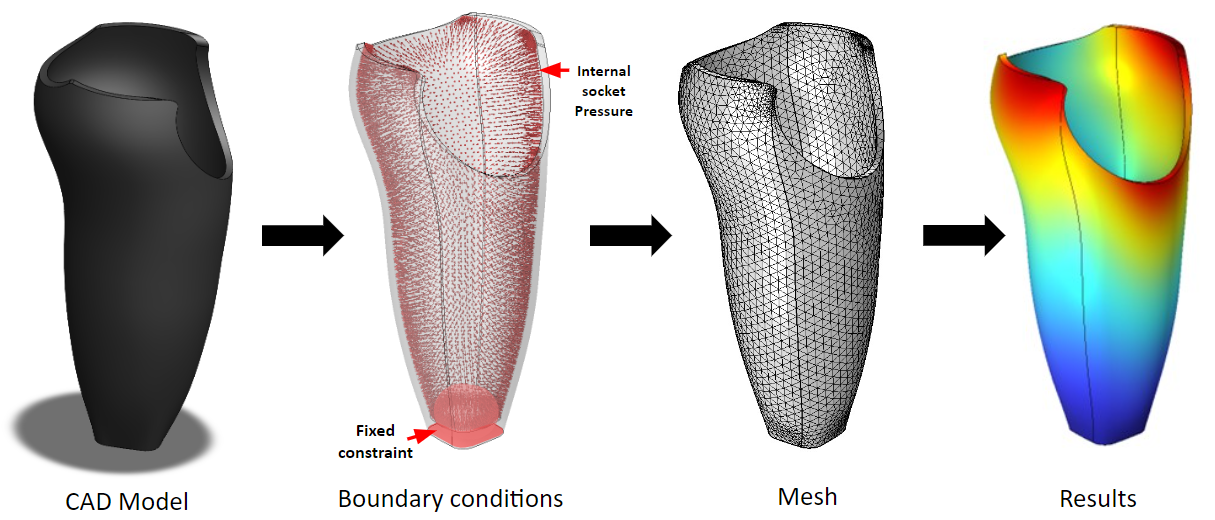 Internal
socket
Pressure
Fixed
constraint
CAD Model
Boundary conditions
Mesh
Results